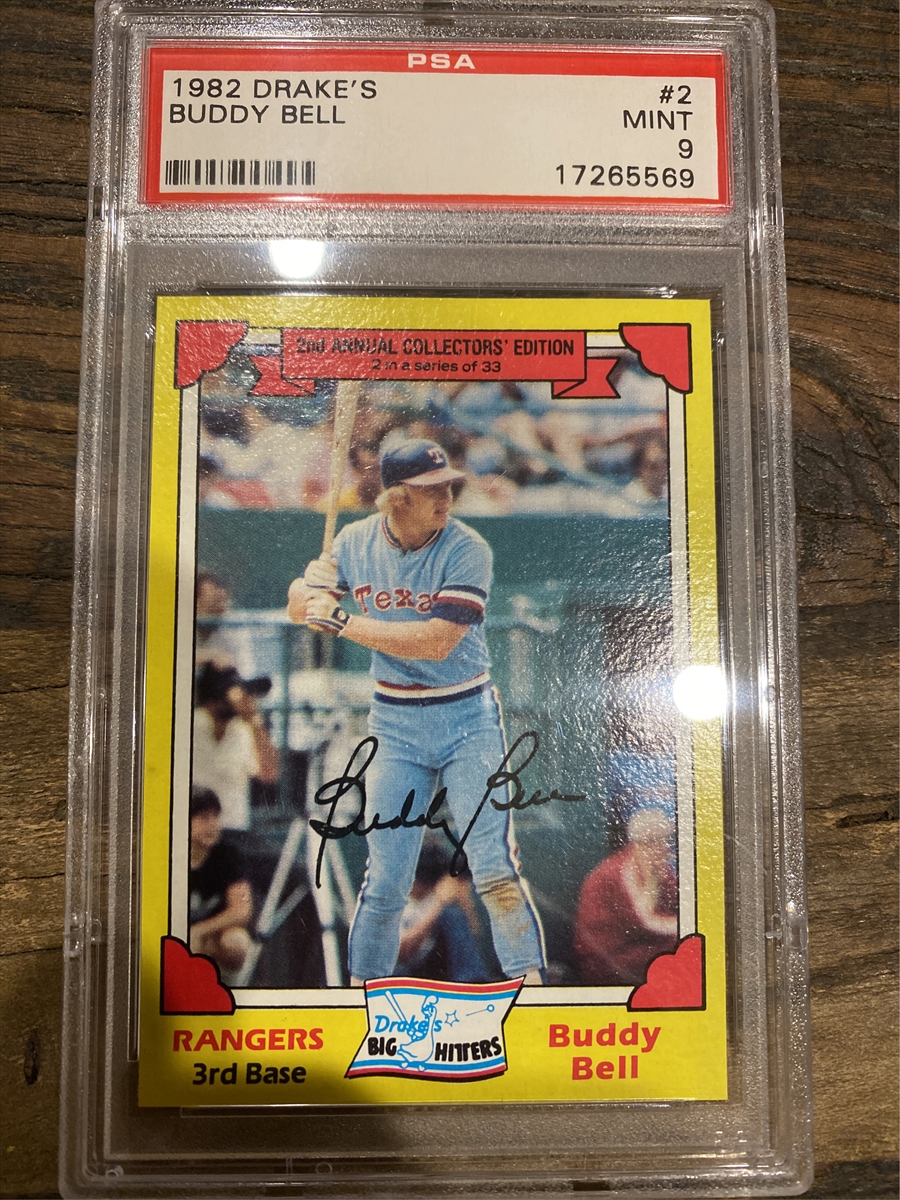 PSA
1982 DRAKE'S #2
BUDDY BELL MINT
9
17265569
2nd ANNUAL COLLECTORS' EDITION
2 in a series of 33
T
Texa
Buddy Bell
RANGERS
3rd Base
Drake's
BIG HITTERS
Buddy
Bell